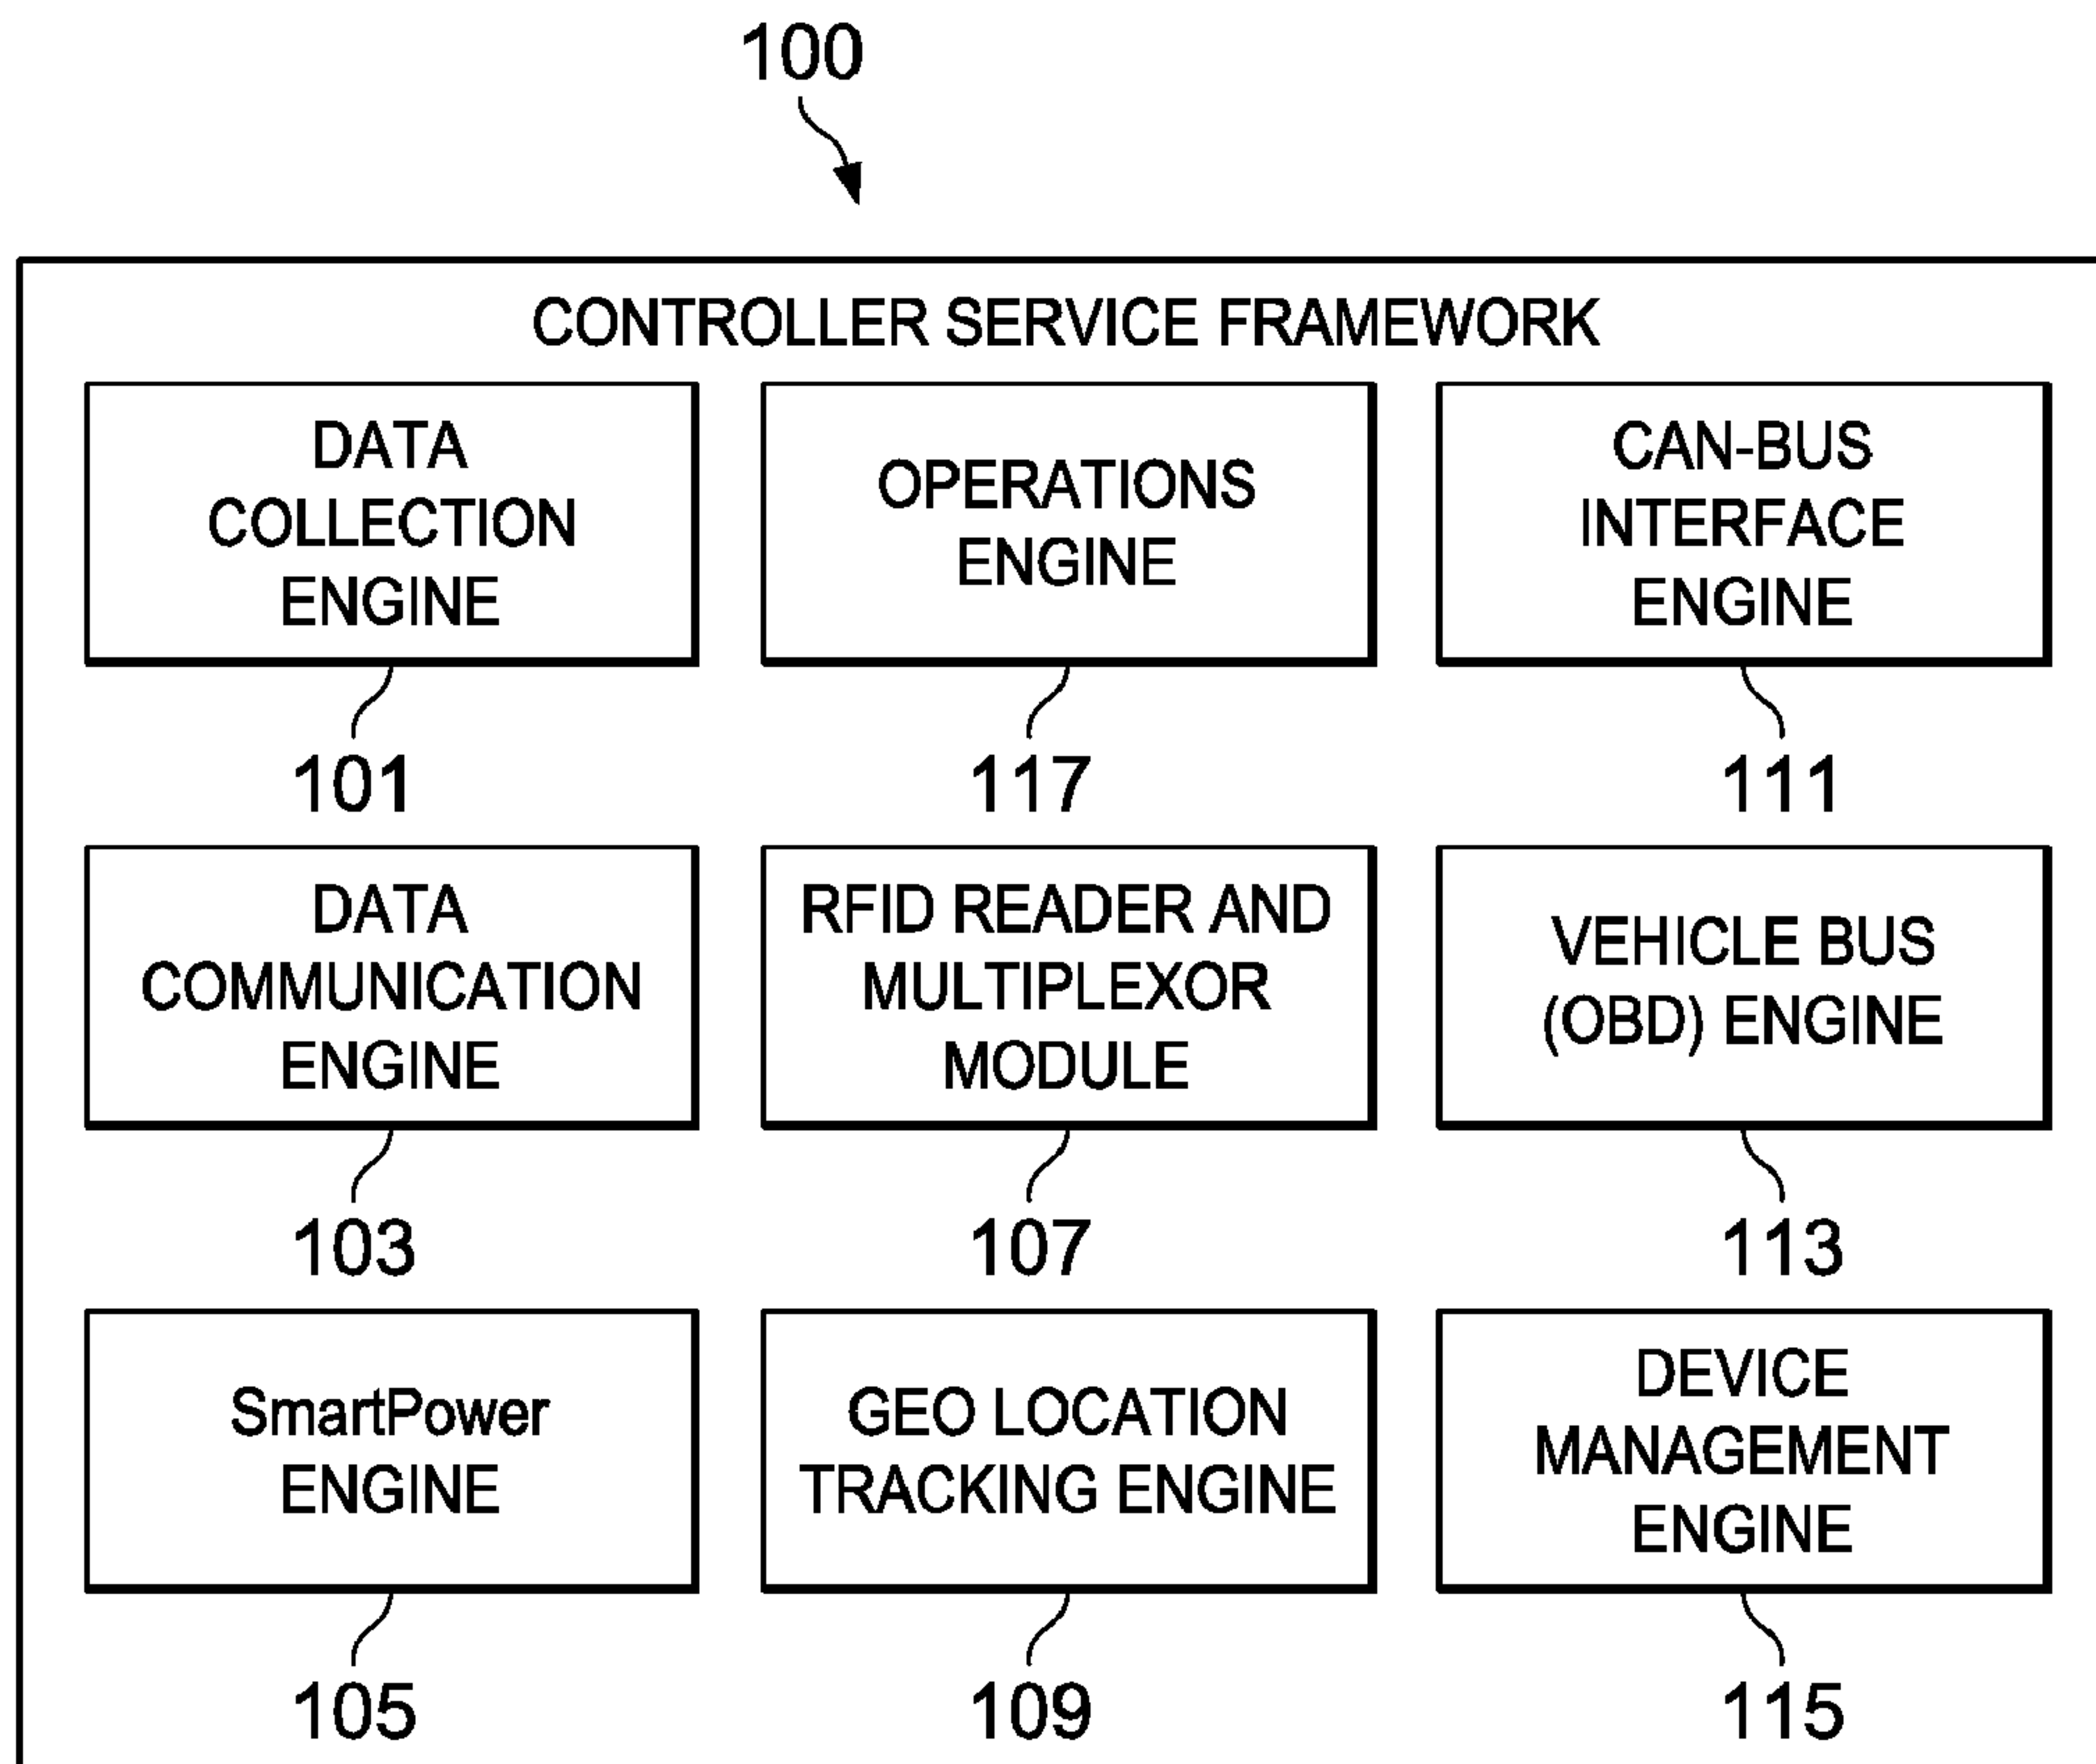 100
CONTROLLER SERVICE FRAMEWORK
DATA
COLLECTION
ENGINE
101
OPERATIONS
ENGINE
117
CAN-BUS
INTERFACE
ENGINE
111
DATA
COMMUNICATION
ENGINE
103
RFID READER AND
MULTIPLEXOR
MODULE
107
VEHICLE BUS
(OBD) ENGINE
113
SmartPower
ENGINE
105
GEO LOCATION
TRACKING ENGINE
109
DEVICE
MANAGEMENT
ENGINE
115